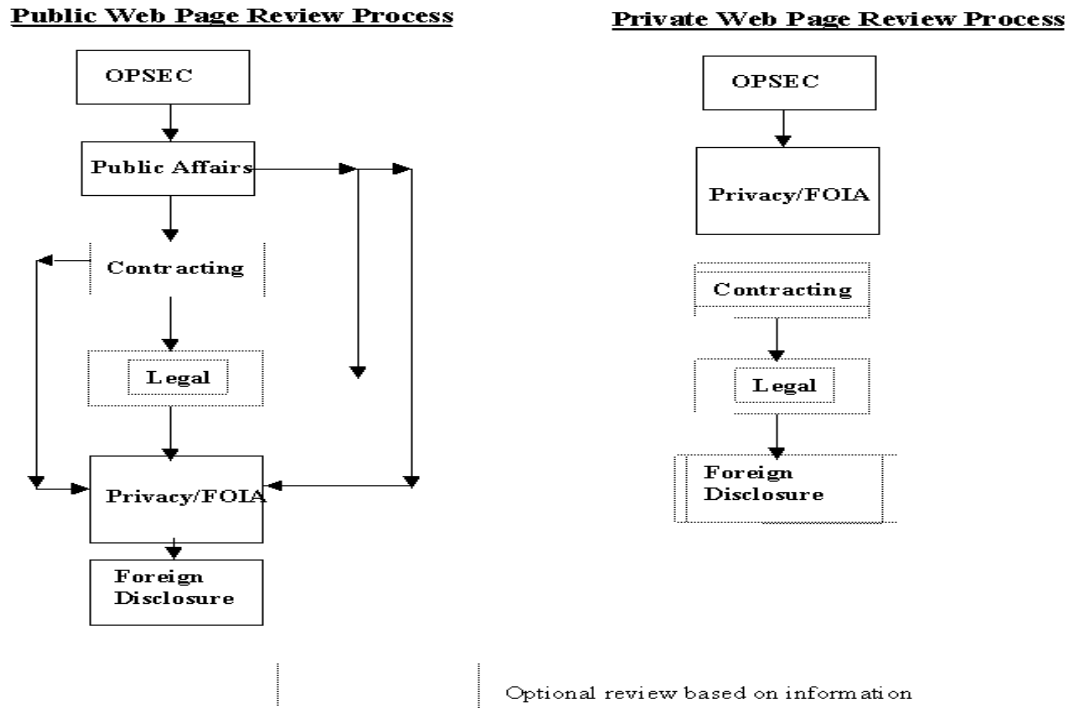 Public Web Page Review Process
OPSEC
Public Affairs
Contracting
Legal
Privacy/FOIA
Foreign
Disclosure
Private Web Page Review Process
OPSEC
Privacy/FOIA
Contracting
Legal
Foreign
Disclosure
Optional review based on information